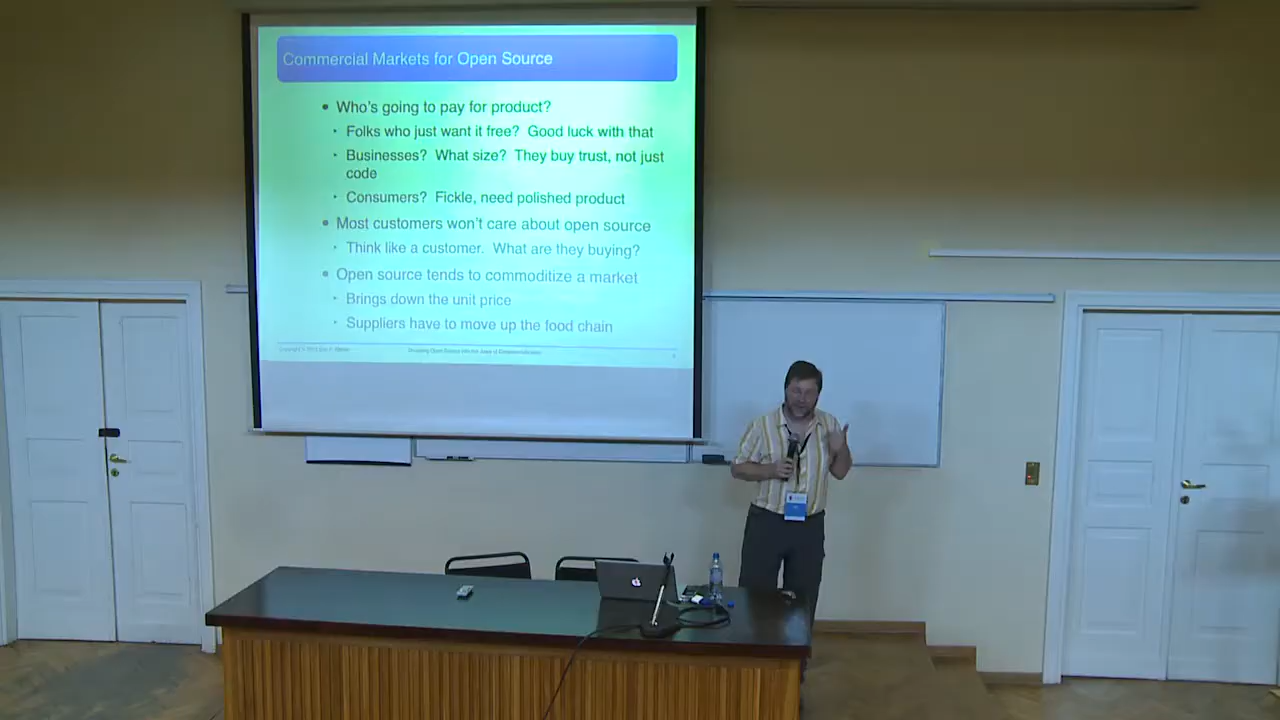 Commercial Markets for Open Source
• Who's going to pay for product?
· Folks who just want it free? Good luck with that
· Businesses? What size? They buy trust, not just
code
· Consumers? Fickle, need polished product
• Most customers won't care about open source
· Think like a customer. What are they buying?
• Open source tends to commoditize a market
· Brings down the unit price
· Suppliers have to move up the food chain